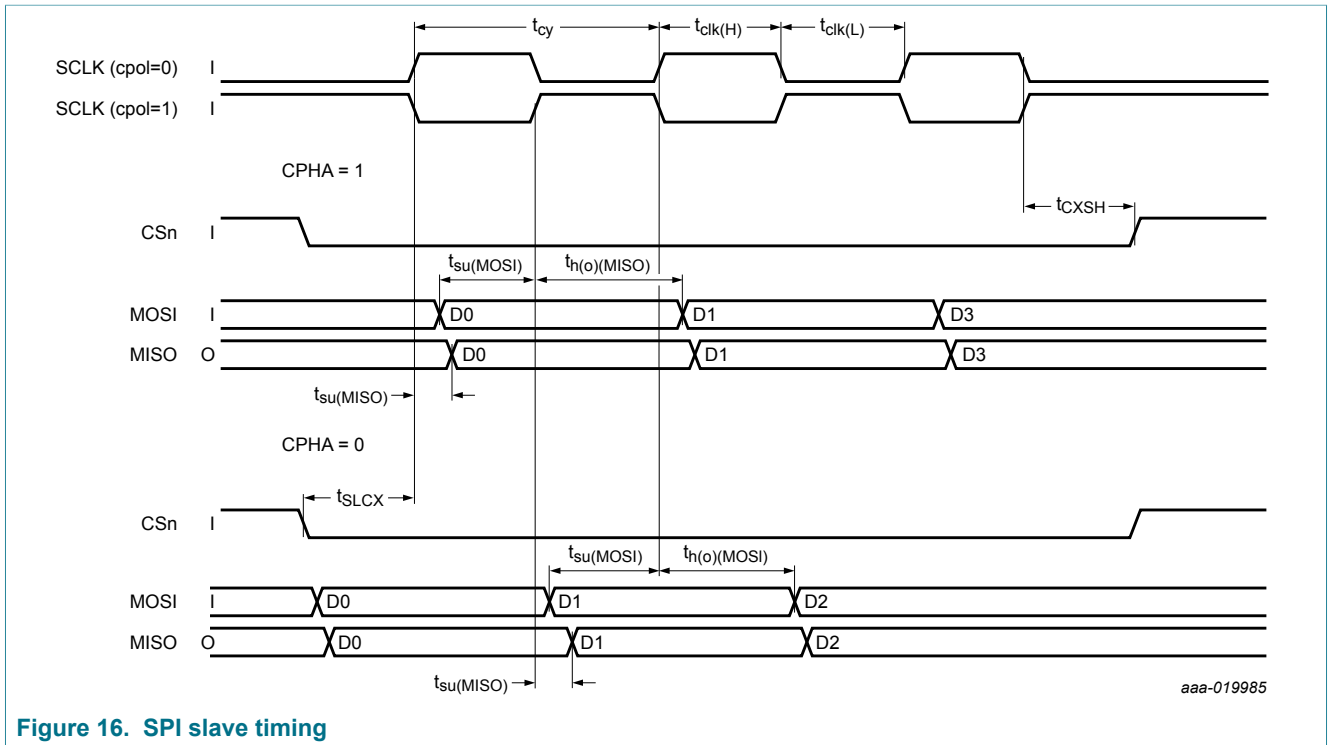 tcy tclk(H) tclk(L)
SCLK (cpol=0) I
SCLK (cpol=1) I
CPHA = 1
tCXSH
CSn I
tsu(MOSI) th(o)(MISO)
MOSI I D0 D1 D3
MISO O D0 D1 D3
tsu(MISO)
CPHA = 0
tSLCX
CSn I
tsu(MOSI) th(o)(MOSI)
MOSI I D0 D1 D2
MISO O D0 D1 D2
tsu(MISO)
aaa-019985
Figure 16. SPI slave timing